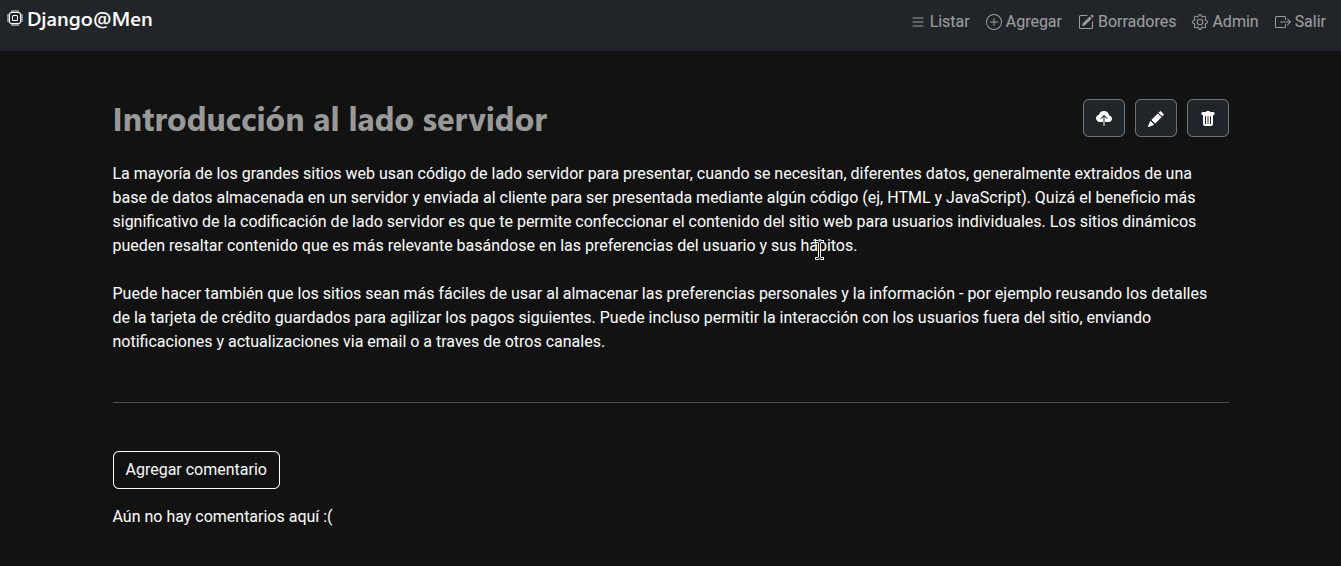 Django@Men
Listar
Agregar
Borradores
Admin
Salir
Introducción al lado servidor
La mayoría de los grandes sitios web usan código de lado servidor para presentar, cuando se necesitan, diferentes datos, generalmente extraidos de una
base de datos almacenada en un servidor y enviada al cliente para ser presentada mediante algún código (ej, HTML y JavaScript). Quizá el beneficio más
significativo de la codificación de lado servidor es que te permite confeccionar el contenido del sitio web para usuarios individuales. Los sitios dinámicos
pueden resaltar contenido que es más relevante basándose en las preferencias del usuario y sus hábitos.
Puede hacer también que los sitios sean más fáciles de usar al almacenar las preferencias personales y la información - por ejemplo reusando los detalles
de la tarjeta de crédito guardados para agilizar los pagos siguientes. Puede incluso permitir la interacción con los usuarios fuera del sitio, enviando
notificaciones y actualizaciones via email o a traves de otros canales.
Agregar comentario
Aún no hay comentarios aquí :(